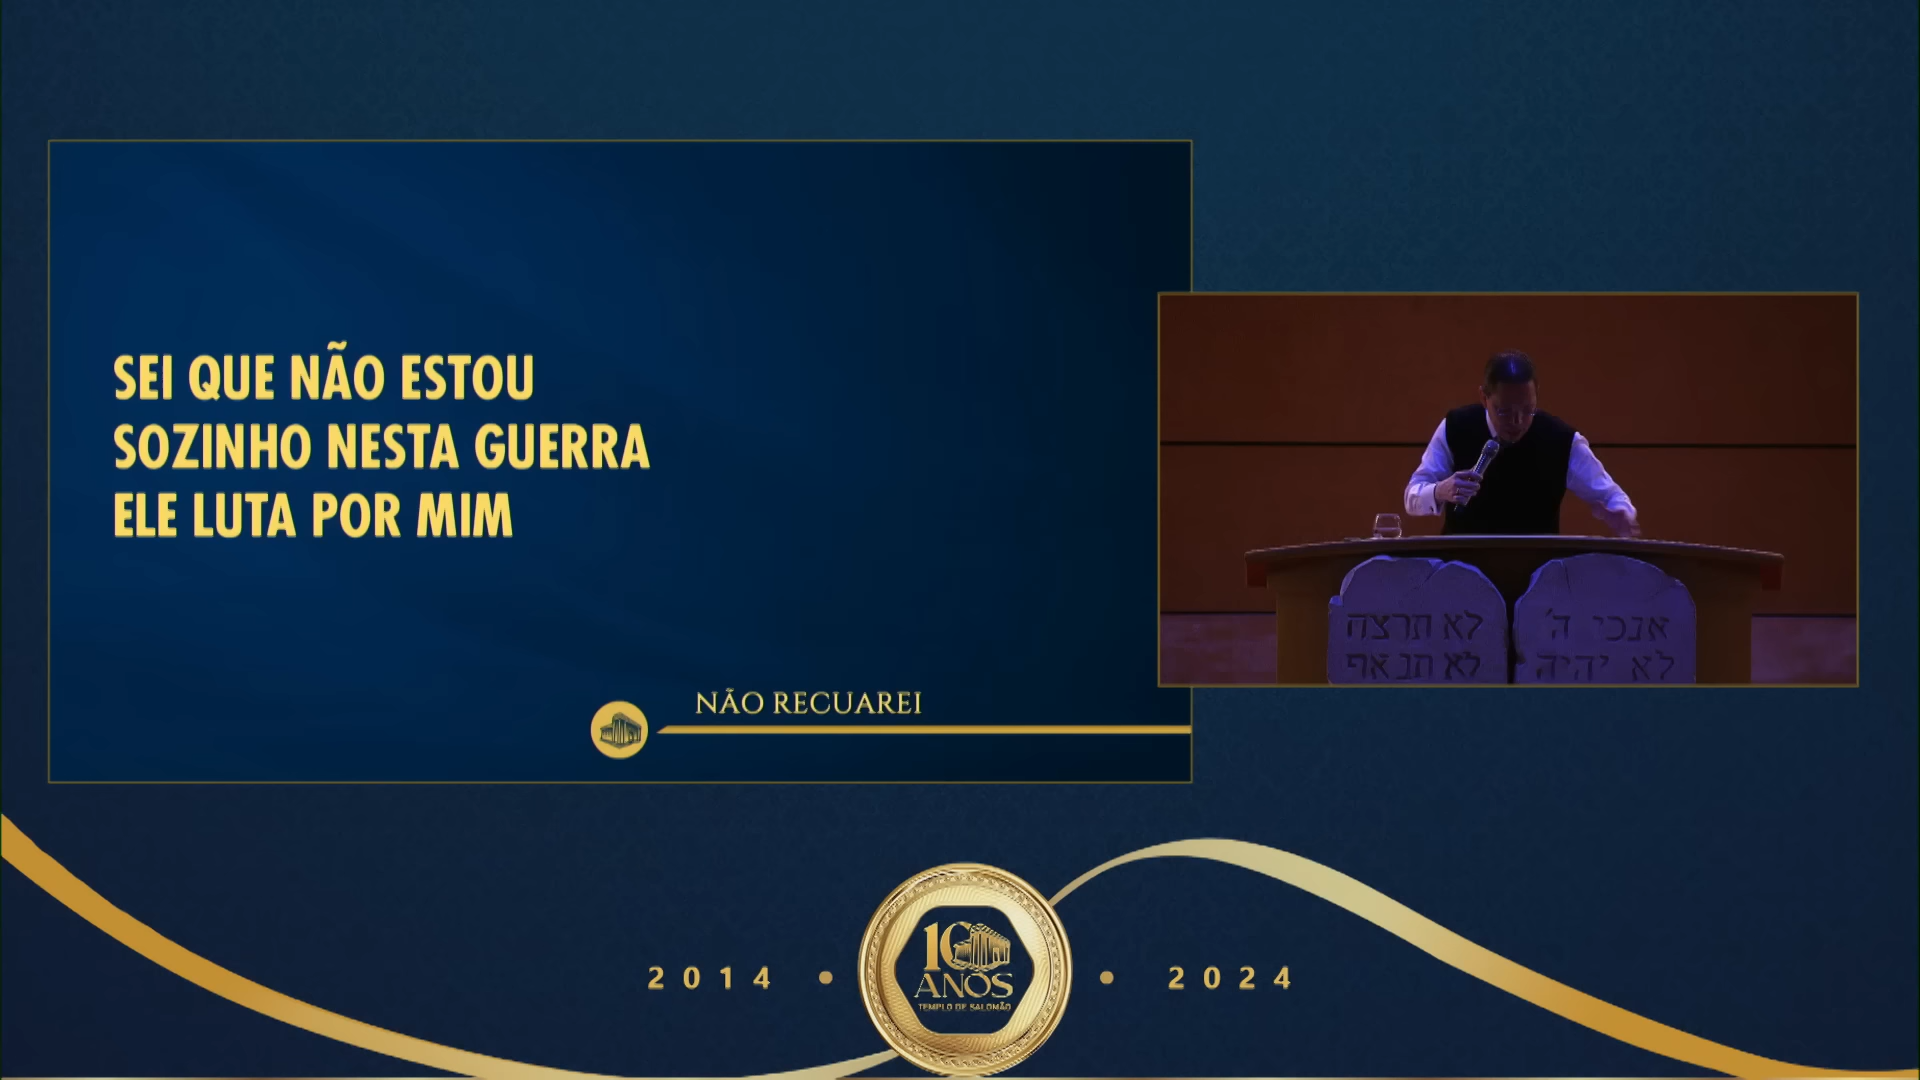 SEI QUE NÃO ESTOU
SOZINHO NESTA GUERRA
ELE LUTA POR MIM
NÃO RECUAREI
אנכי ה'
לא יהיה
לא תרצח
לא תנאף
2014 • 10 ANOS • 2024
TEMPLO DE SALOMÃO